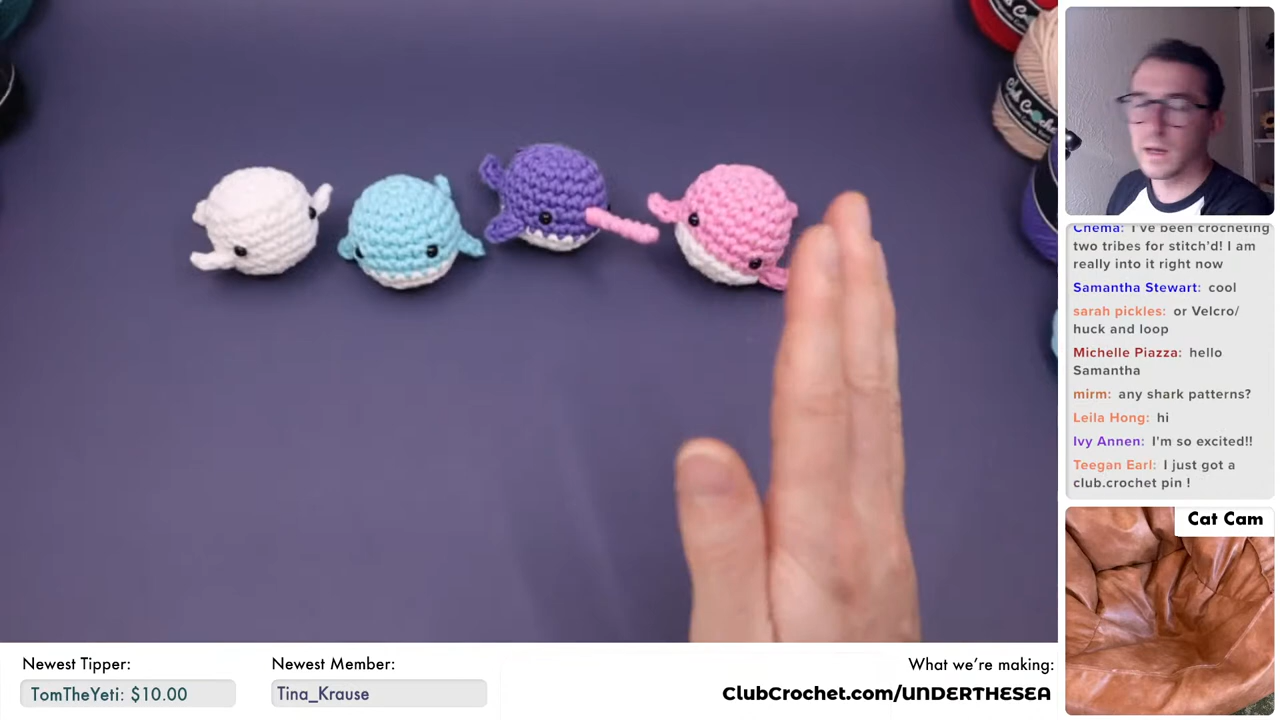 Chema: I've been crocheting
two tribes for stitch'd! I am
really into it right now
Samantha Stewart: cool
sarah pickles: or Velcro/
huck and loop
Michelle Piazza: hello
Samantha
mirm: any shark patterns?
Leila Hong: hi
Ivy Annen: I'm so excited!!
Teegan Earl: I just got a
club.crochet pin !
Cat Cam
Newest Tipper:
TomTheYeti: $10.00
Newest Member:
Tina_Krause
What we're making:
ClubCrochet.com/UNDERTHESEA